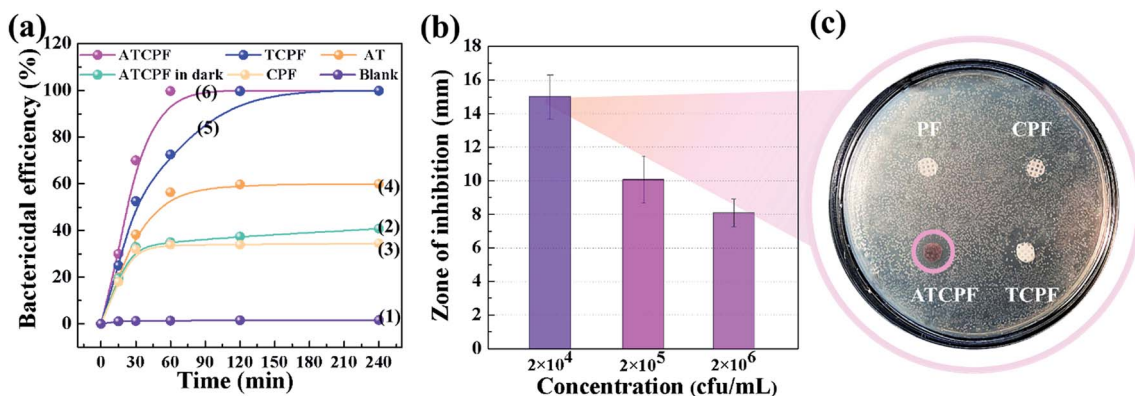 (a)
120
100
80
60
40
20
0
Bactericidal efficiency (%)
ATCPF TCPF AT
ATCPF in dark CPF Blank
(6)
(5)
(4)
(2)
(3)
(1)
0 30 60 90 120 150 180 210 240
Time (min)
(b)
18
16
14
12
10
8
6
4
2
0
Zone of inhibition (mm)
2×10⁴ 2×10⁵ 2×10⁶
Concentration (cfu/mL)
(c)
PF CPF
ATCPF TCPF